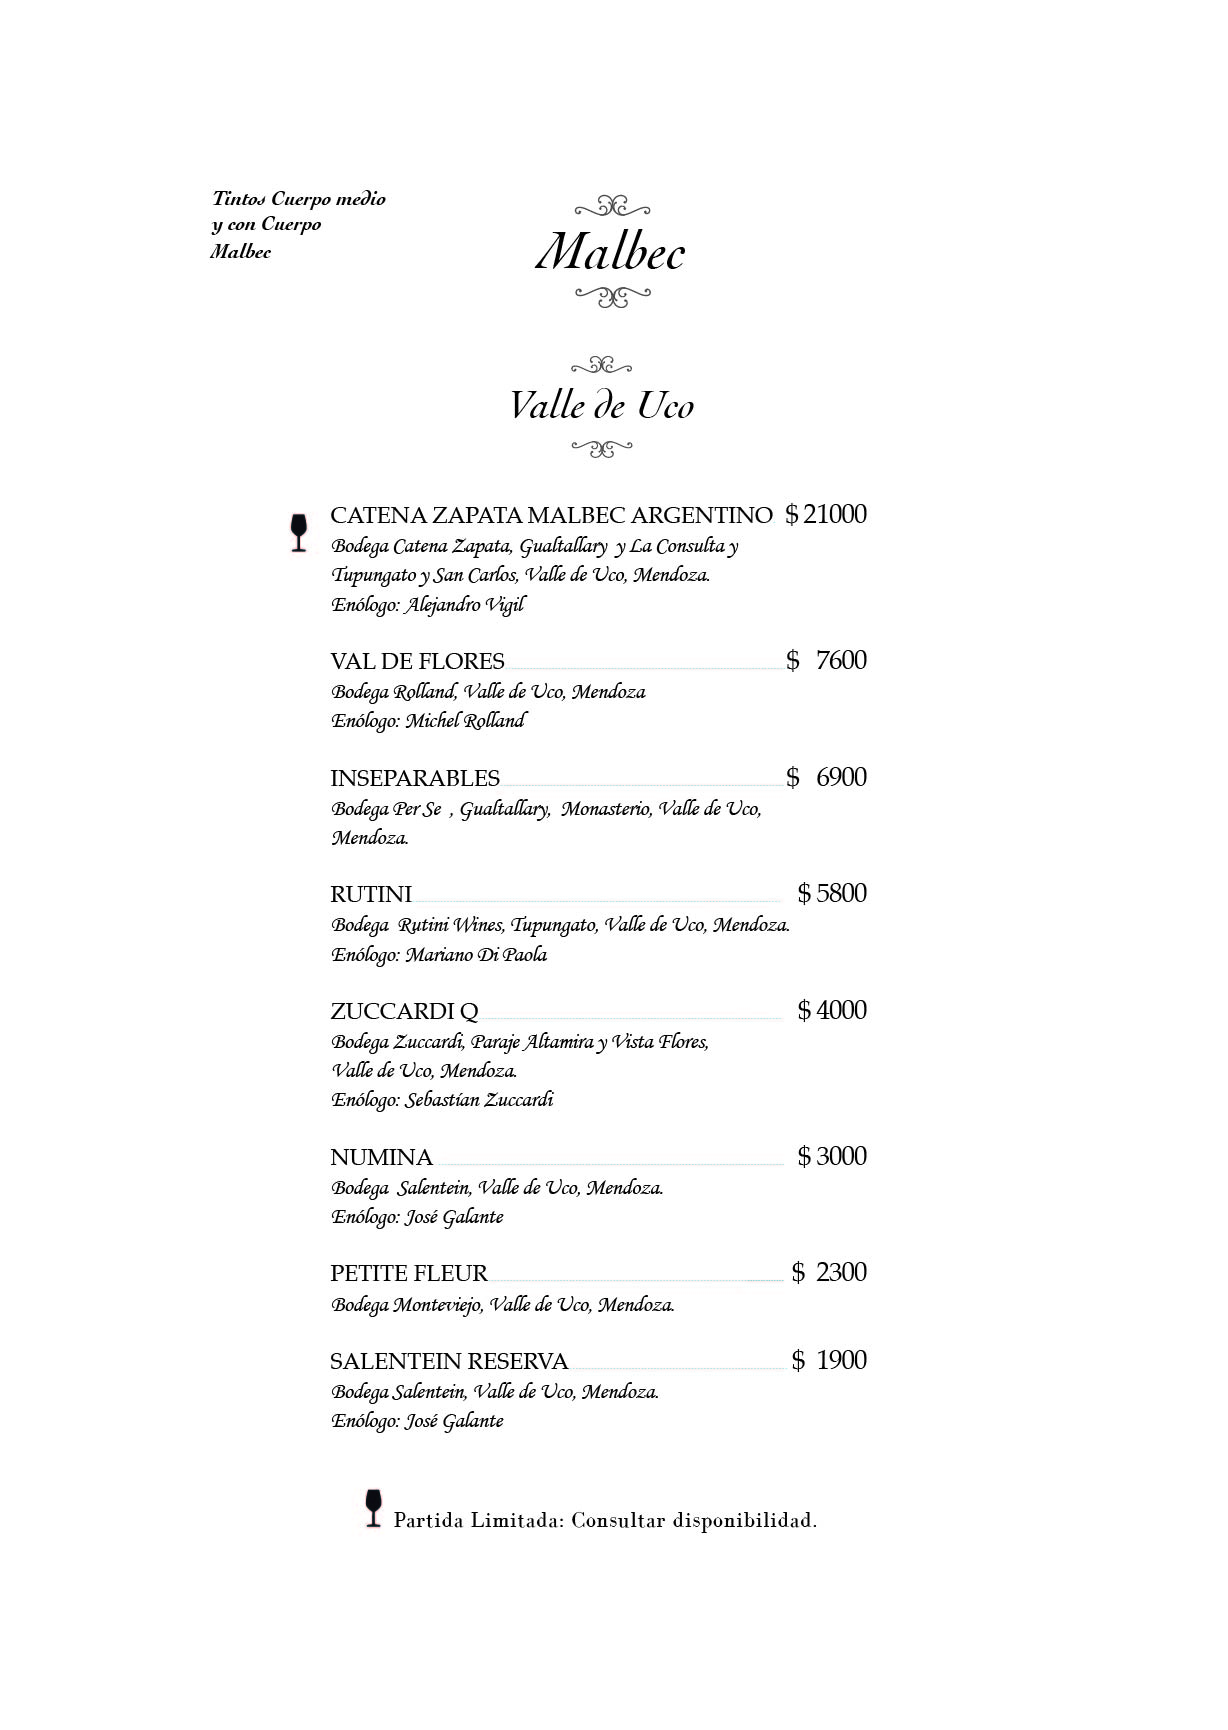 Tintos Cuerpo medio
y con Cuerpo
Malbec
Malbec
Valle de Uco
CATENA ZAPATA MALBEC ARGENTINO $ 21000
Bodega Catena Zapata, Gualtallary y La Consulta y
Tupungato y San Carlos, Valle de Uco, Mendoza.
Enólogo: Alejandro Vigil
VAL DE FLORES $ 7600
Bodega Rolland, Valle de Uco, Mendoza
Enólogo: Michel Rolland
INSEPARABLES $ 6900
Bodega Per Se , Gualtallary, Monasterio, Valle de Uco,
Mendoza.
RUTINI $ 5800
Bodega Rutini Wines, Tupungato, Valle de Uco, Mendoza.
Enólogo: Mariano Di Paola
ZUCCARDI Q $ 4000
Bodega Zuccardi, Paraje Altamira y Vista Flores,
Valle de Uco, Mendoza.
Enólogo: Sebastían Zuccardi
NUMINA $ 3000
Bodega Salentein, Valle de Uco, Mendoza.
Enólogo: José Galante
PETITE FLEUR $ 2300
Bodega Monteviejo, Valle de Uco, Mendoza.
SALENTEIN RESERVA $ 1900
Bodega Salentein, Valle de Uco, Mendoza.
Enólogo: José Galante
Partida Limitada: Consultar disponibilidad.